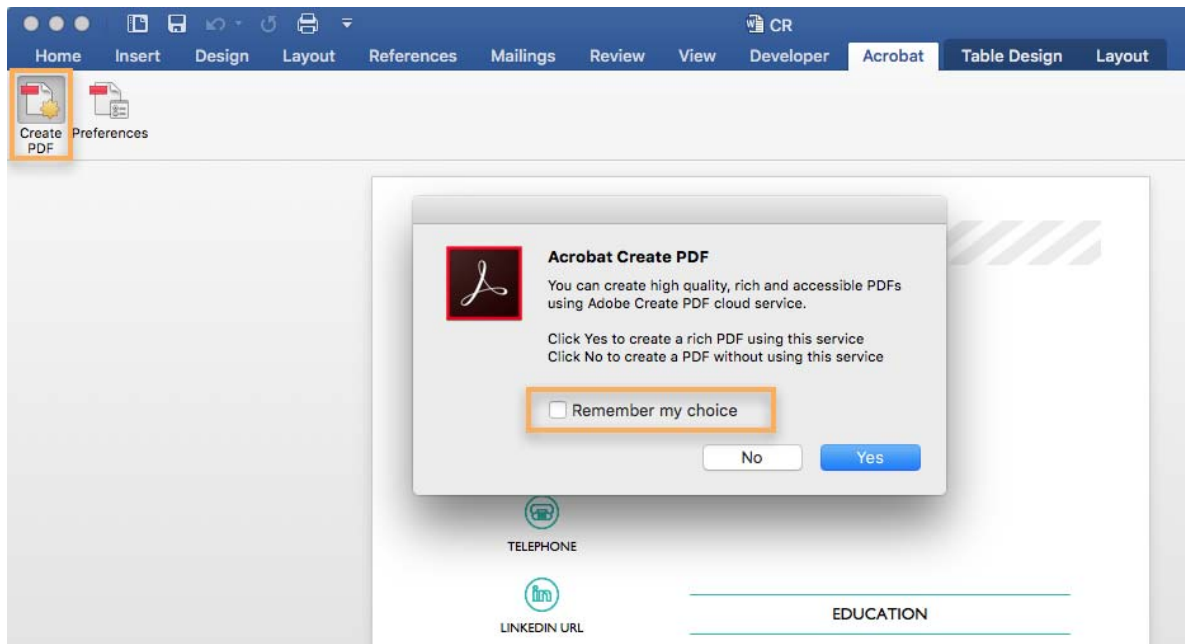 CR
Home Insert Design Layout References Mailings Review View Developer Acrobat Table Design Layout
Create PDF
Preferences
Acrobat Create PDF
You can create high quality, rich and accessible PDFs
using Adobe Create PDF cloud service.
Click Yes to create a rich PDF using this service
Click No to create a PDF without using this service
Remember my choice
No Yes
TELEPHONE
LINKEDIN URL
EDUCATION